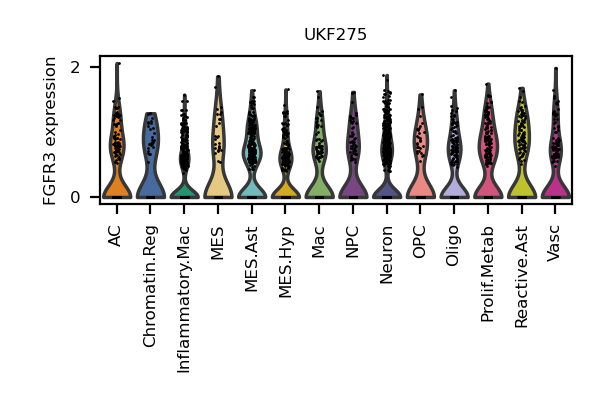 UKF275
FGFR3 expression
2
0
AC
Chromatin.Reg
Inflammatory.Mac
MES
MES.Ast
MES.Hyp
Mac
NPC
Neuron
OPC
Oligo
Prolif.Metab
Reactive.Ast
Vasc